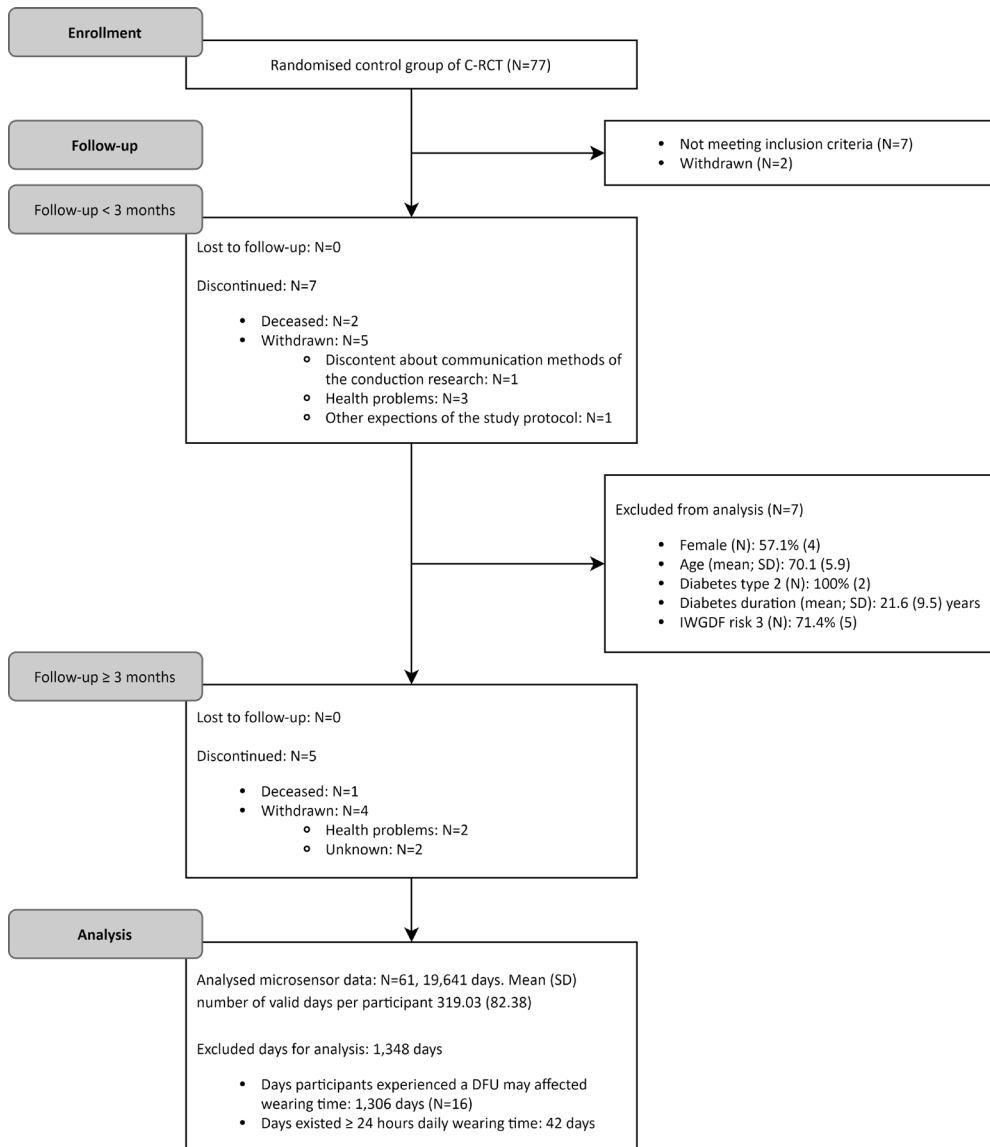 Enrollment
Randomised control group of C-RCT (N=77)
Follow-up
• Not meeting inclusion criteria (N=7)
• Withdrawn (N=2)
Follow-up < 3 months
Lost to follow-up: N=0
Discontinued: N=7
• Deceased: N=2
• Withdrawn: N=5
o Discontent about communication methods of
the conduction research: N=1
o Health problems: N=3
o Other expections of the study protocol: N=1
Excluded from analysis (N=7)
• Female (N): 57.1% (4)
• Age (mean; SD): 70.1 (5.9)
• Diabetes type 2 (N): 100% (2)
• Diabetes duration (mean; SD): 21.6 (9.5) years
• IWGDF risk 3 (N): 71.4% (5)
Follow-up ≥ 3 months
Lost to follow-up: N=0
Discontinued: N=5
• Deceased: N=1
• Withdrawn: N=4
o Health problems: N=2
o Unknown: N=2
Analysis
Analysed microsensor data: N=61, 19,641 days. Mean (SD)
number of valid days per participant 319.03 (82.38)
Excluded days for analysis: 1,348 days
• Days participants experienced a DFU may affected
wearing time: 1,306 days (N=16)
• Days existed ≥ 24 hours daily wearing time: 42 days